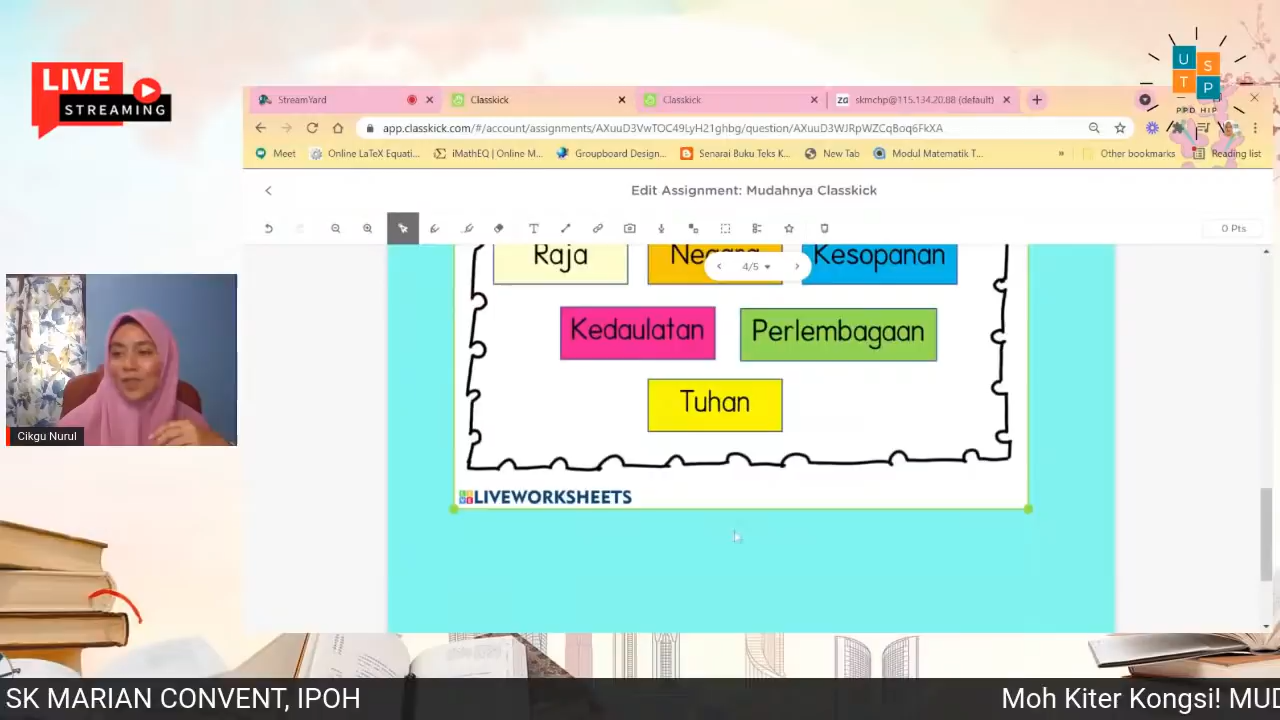 LIVE
STREAMING
U S
T P
PPD HIP
StreamYard
Classkick
Classkick
ZA skmchp@115.134.20.88 (default)
app.classkick.com/#/account/assignments/AXuuD3VwTOC49LyH21ghbg/question/AXuuD3WJRpWZCqBoq6FkXA
Meet
Online LaTeX Equati...
iMathEQ | Online M...
Groupboard Design...
Senarai Buku Teks K...
New Tab
Modul Matematik T...
»
Other bookmarks
Reading list
Edit Assignment: Mudahnya Classkick
T
0 Pts
Raja
Negara
Kesopanan
4/5
Kedaulatan
Perlembagaan
Tuhan
LIVEWORKSHEETS
Cikgu Nurul
SK MARIAN CONVENT, IPOH
Moh Kiter Kongsi! MUD